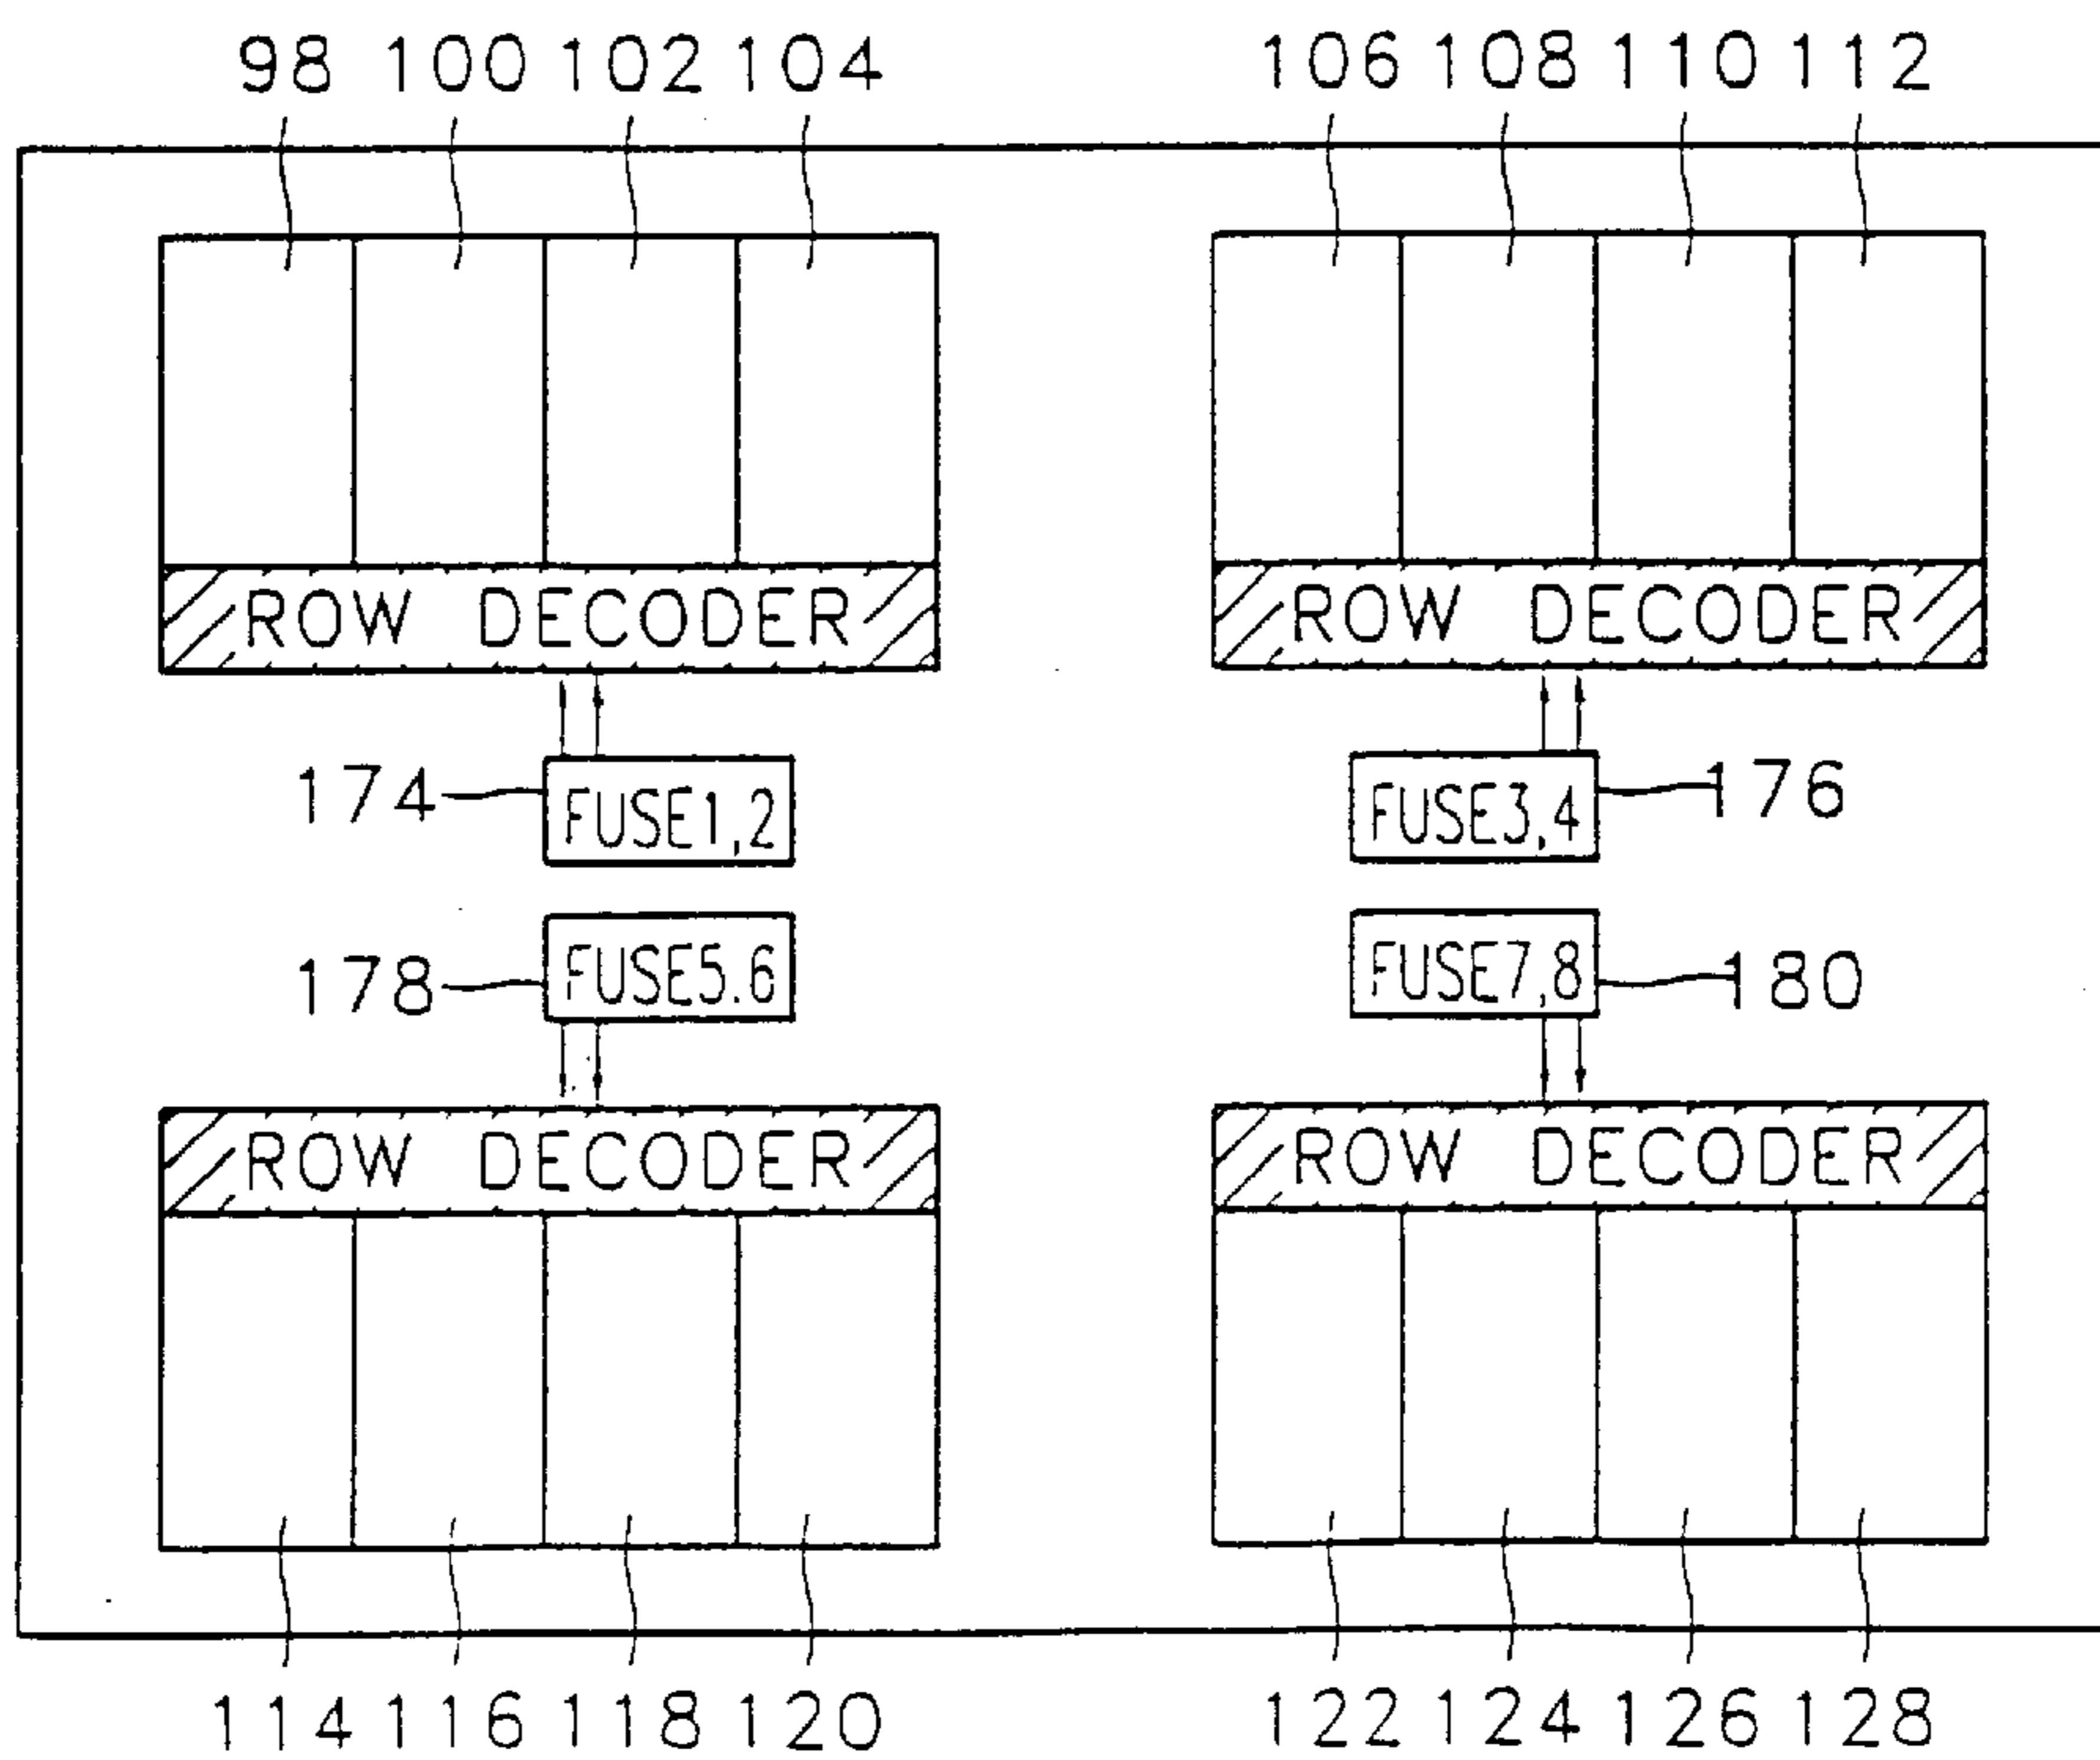 98 100 102 104 106 108 110 112
ROW DECODER ROW DECODER
174 FUSE1,2 FUSE3,4 176
178 FUSE5.6 FUSE7,8 180
ROW DECODER ROW DECODER
114 116 118 120 122 124 126 128